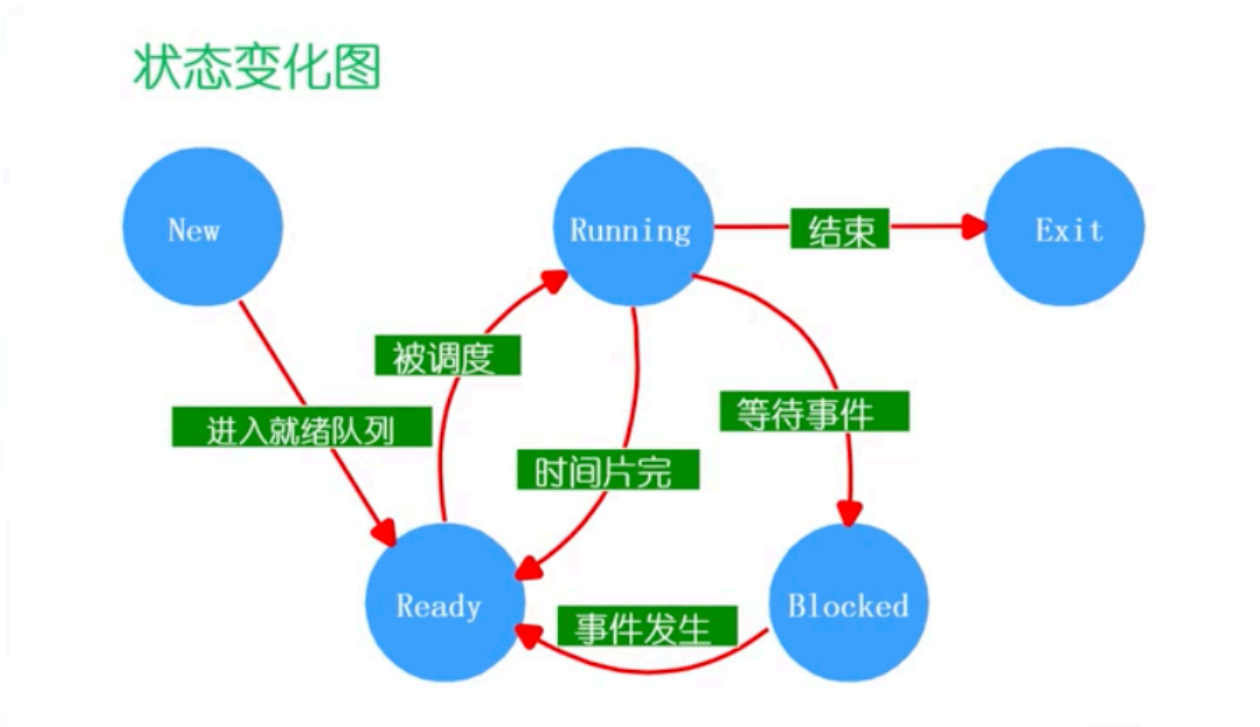 状态变化图
New
Running
结束
Exit
被调度
等待事件
进入就绪队列
时间片完
Ready
事件发生
Blocked